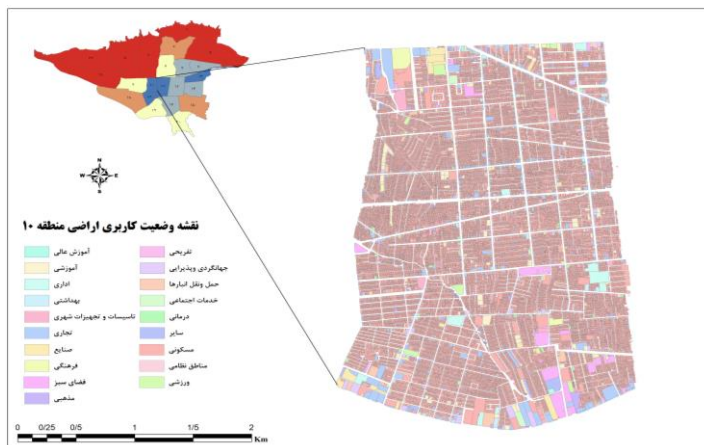 N
W E
S
نقشه وضعیت کاربری اراضی منطقه ۱۰
آموزش عالی
آموزشی
اداری
بهداشتی
تاسیسات و تجهیزات شهری
تجاری
صنایع
فرهنگی
فضای سبز
مذهبی
تفریحی
جهانگردی وپذیرایی
حمل ونقل انبارها
خدمات اجتماعی
درمانی
سایر
مسکونی
مناطق نظامی
ورزشی
0 0/25 0/5 1 1/5 2
Km